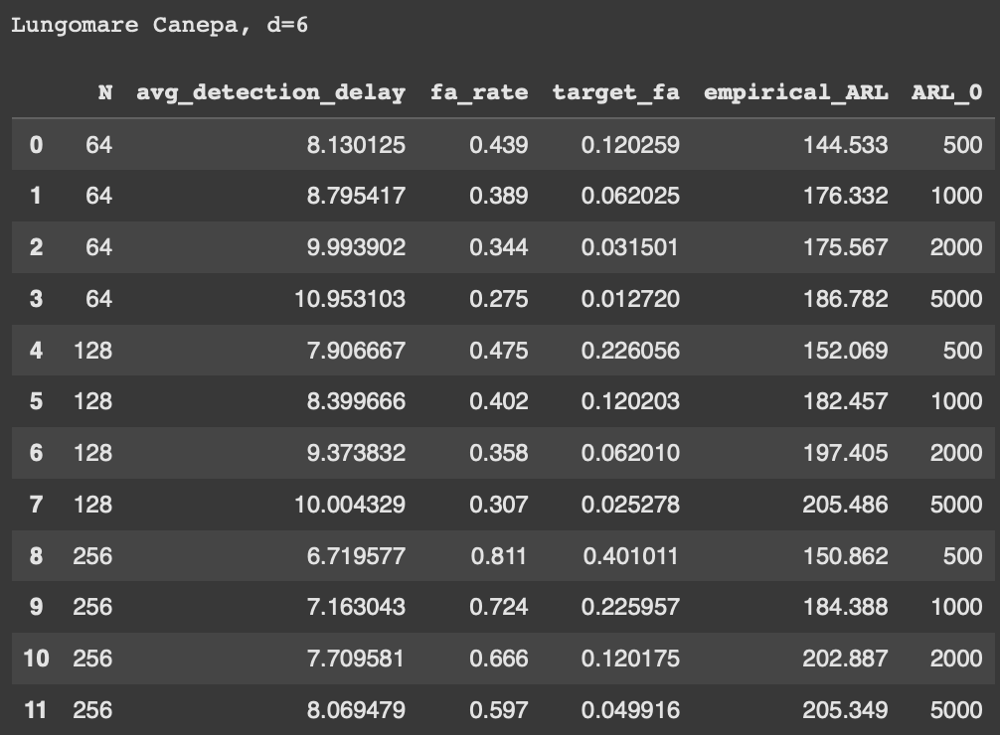 Lungomare Canepa, d=6
N avg_detection_delay fa_rate target_fa empirical_ARL ARL_0
0 64 8.130125 0.439 0.120259 144.533 500
1 64 8.795417 0.389 0.062025 176.332 1000
2 64 9.993902 0.344 0.031501 175.567 2000
3 64 10.953103 0.275 0.012720 186.782 5000
4 128 7.906667 0.475 0.226056 152.069 500
5 128 8.399666 0.402 0.120203 182.457 1000
6 128 9.373832 0.358 0.062010 197.405 2000
7 128 10.004329 0.307 0.025278 205.486 5000
8 256 6.719577 0.811 0.401011 150.862 500
9 256 7.163043 0.724 0.225957 184.388 1000
10 256 7.709581 0.666 0.120175 202.887 2000
11 256 8.069479 0.597 0.049916 205.349 5000